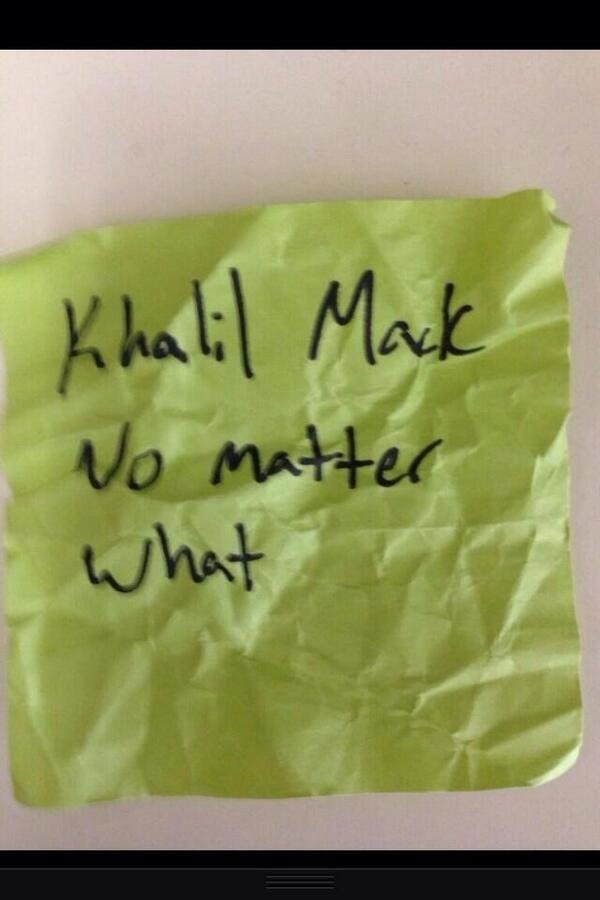 Khalil Mack
No matter
what